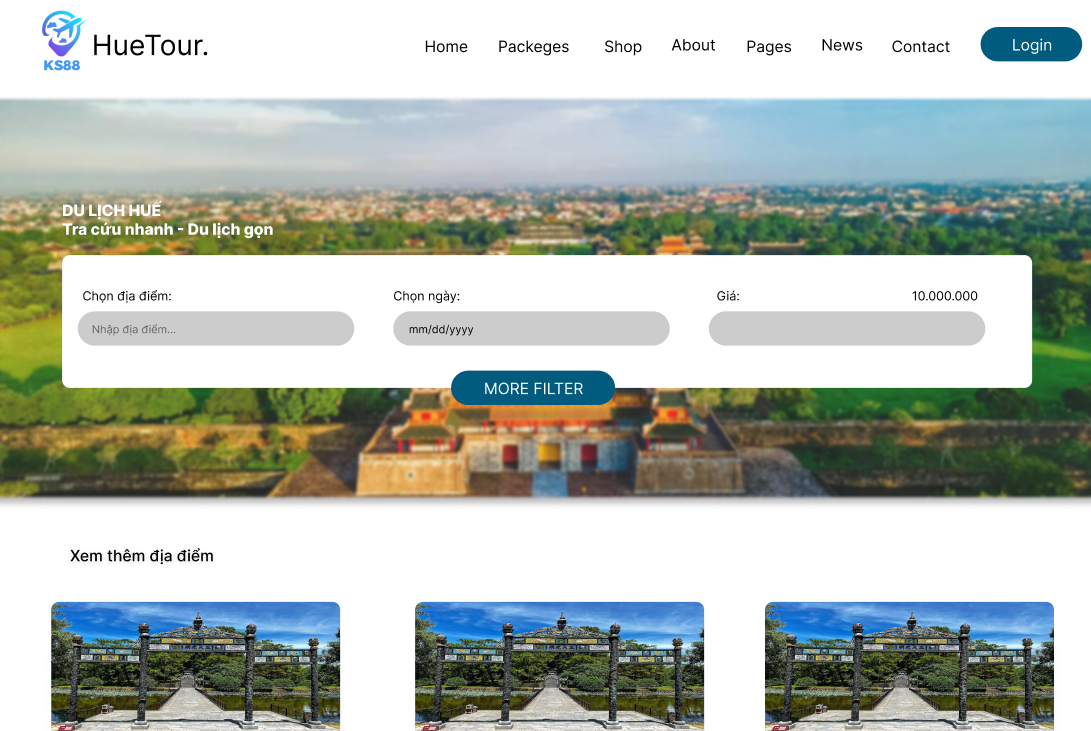 KS88
HueTour.
Home
Packeges
Shop
About
Pages
News
Contact
Login
DU LỊCH HUẾ
Tra cứu nhanh - Du lịch gọn
Chọn địa điểm:
Chọn ngày:
Giá:
10.000.000
Nhập địa điểm...
mm/dd/yyyy
MORE FILTER
Xem thêm địa điểm